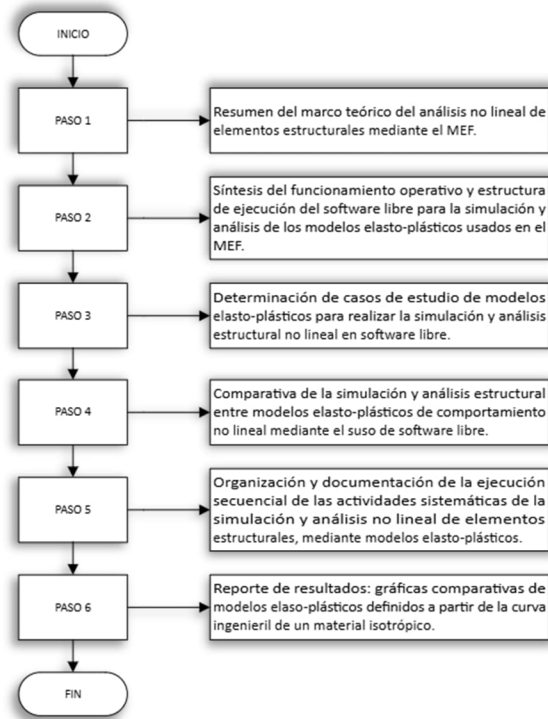 INICIO
PASO 1
Resumen del marco teórico del análisis no lineal de
elementos estructurales mediante el MEF.
PASO 2
Síntesis del funcionamiento operativo y estructura
de ejecución del software libre para la simulación y
análisis de los modelos elasto-plásticos usados en el
MEF.
PASO 3
Determinación de casos de estudio de modelos
elasto-plásticos para realizar la simulación y análisis
estructural no lineal en software libre.
PASO 4
Comparativa de la simulación y análisis estructural
entre modelos elasto-plásticos de comportamiento
no lineal mediante el suso de software libre.
PASO 5
Organización y documentación de la ejecución
secuencial de las actividades sistemáticas de la
simulación y análisis no lineal de elementos
estructurales, mediante modelos elasto-plásticos.
PASO 6
Reporte de resultados: gráficas comparativas de
modelos elaso-plásticos definidos a partir de la curva
ingenieril de un material isotrópico.
FIN